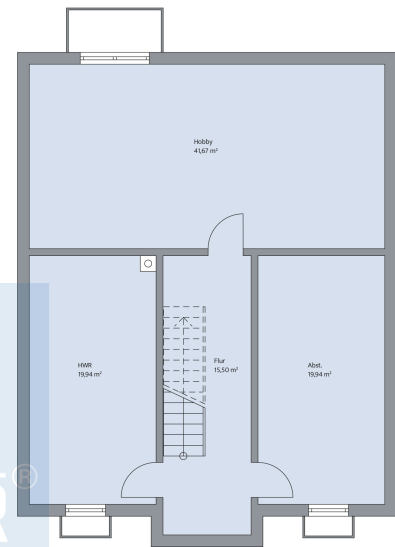 Hobby
41,67 m²
HWR
19,94 m²
Flur
15,50 m²
Abst.
19,94 m²
R®